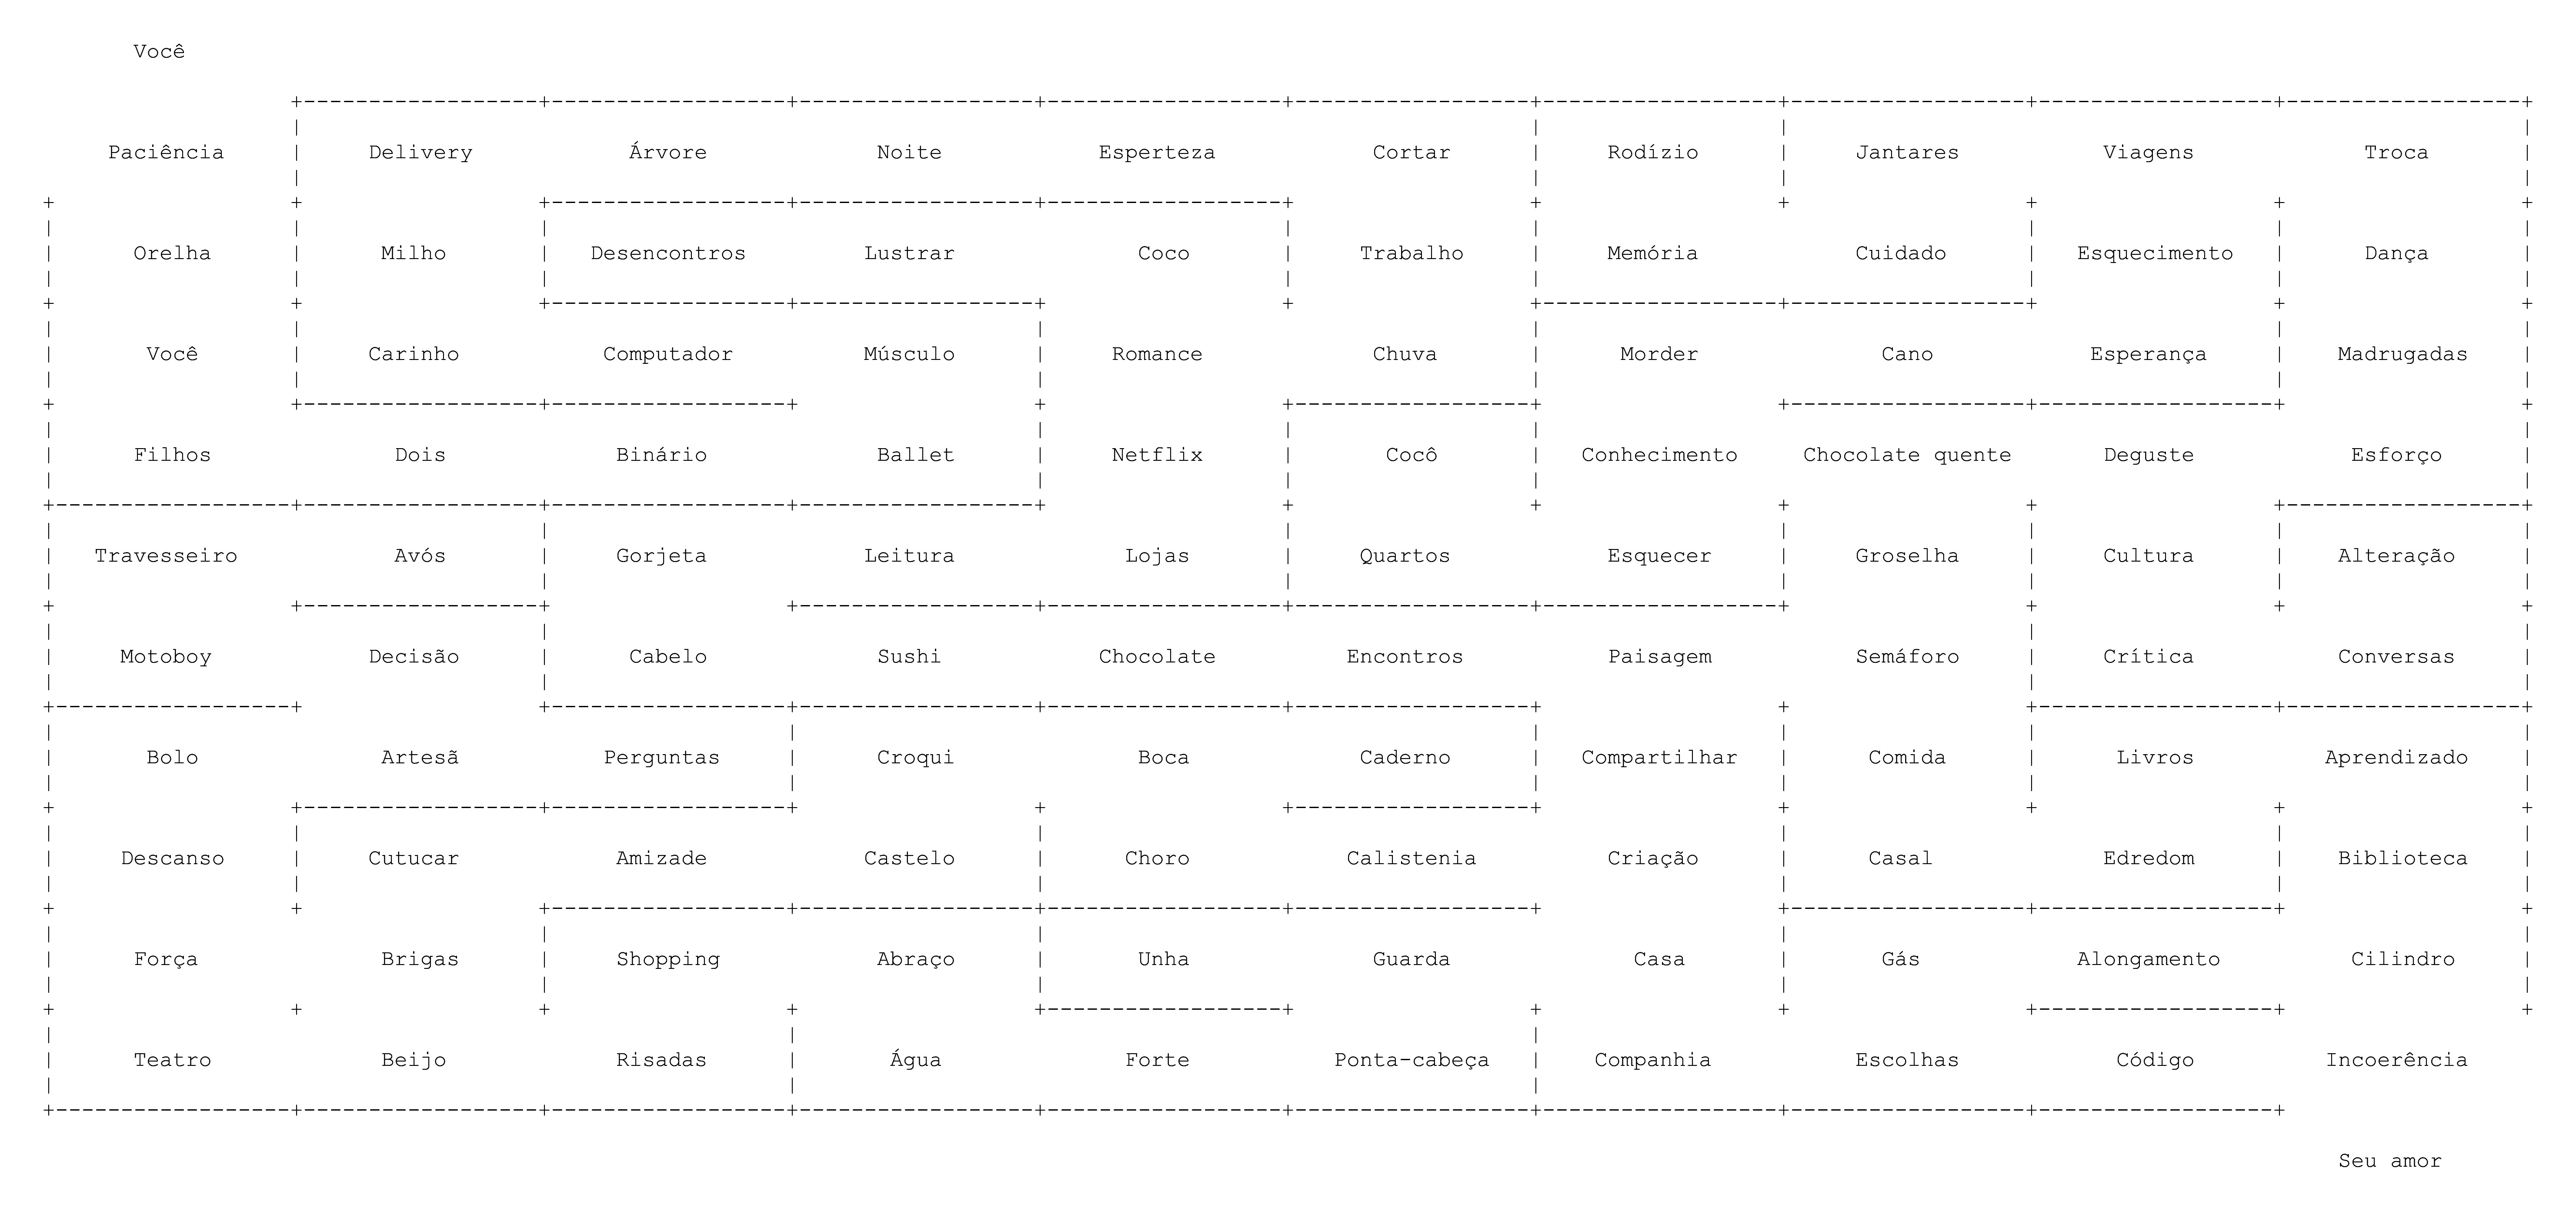 Você
Paciência Delivery Árvore Noite Esperteza Cortar Rodízio Jantares Viagens Troca
Orelha Milho Desencontros Lustrar Coco Trabalho Memória Cuidado Esquecimento Dança
Você Carinho Computador Músculo Romance Chuva Morder Cano Esperança Madrugadas
Filhos Dois Binário Ballet Netflix Cocô Conhecimento Chocolate quente Deguste Esforço
Travesseiro Avós Gorjeta Leitura Lojas Quartos Esquecer Groselha Cultura Alteração
Motoboy Decisão Cabelo Sushi Chocolate Encontros Paisagem Semáforo Crítica Conversas
Bolo Artesã Perguntas Croqui Boca Caderno Compartilhar Comida Livros Aprendizado
Descanso Cutucar Amizade Castelo Choro Calistenia Criação Casal Edredom Biblioteca
Força Brigas Shopping Abraço Unha Guarda Casa Gás Alongamento Cilindro
Teatro Beijo Risadas Água Forte Ponta-cabeça Companhia Escolhas Código Incoerência
Seu amor